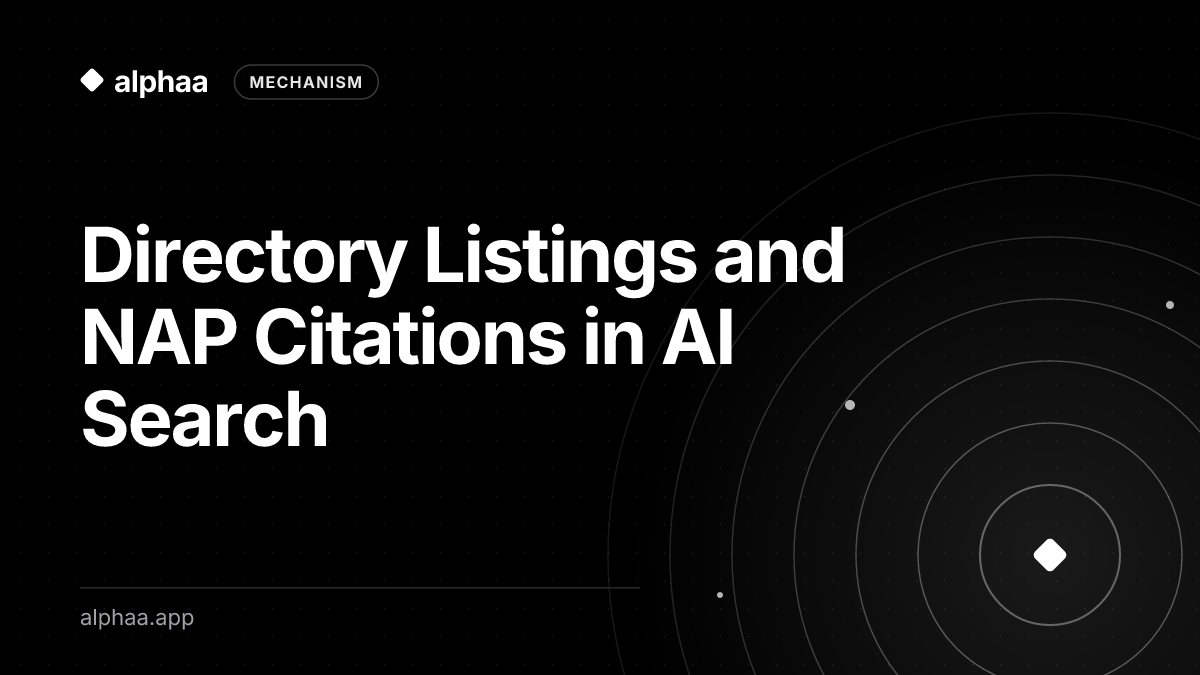 alphaa
MECHANISM
Directory Listings and
NAP Citations in AI
Search
alphaa.app